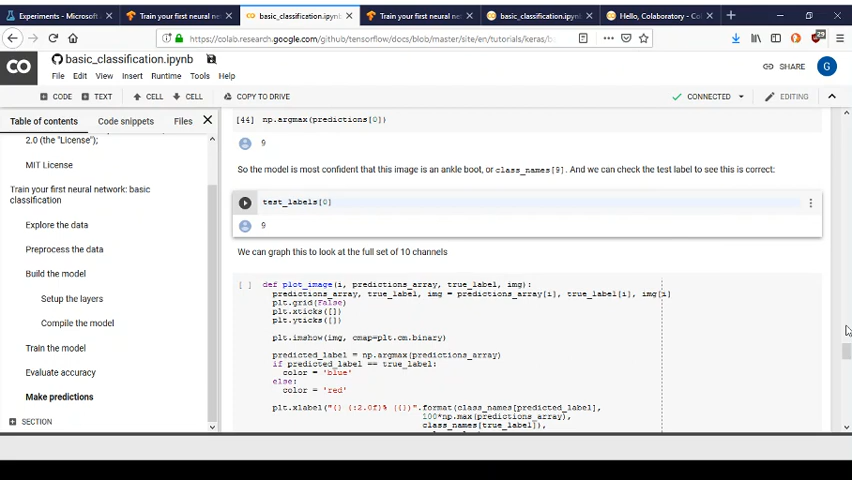 Experiments - Microsoft
Train your first neural ne
basic_classification.ipynb
Train your first neural ne
basic_classification.ipynb
Hello, Colaboratory - Co
https://colab.research.google.com/github/tensorflow/docs/blob/master/site/en/tutorials/keras/b
29
CO
basic_classification.ipynb
File Edit View Insert Runtime Tools Help
SHARE
G
CODE TEXT CELL CELL COPY TO DRIVE
CONNECTED
EDITING
Table of contents Code snippets Files
2.0 (the "License");
MIT License
Train your first neural network: basic
classification
Explore the data
Preprocess the data
Build the model
Setup the layers
Compile the model
Train the model
Evaluate accuracy
Make predictions
SECTION
[44] np.argmax(predictions[0])
9
So the model is most confident that this image is an ankle boot, or class_names[9]. And we can check the test label to see this is correct:
test_labels[0]
9
We can graph this to look at the full set of 10 channels
[ ] def plot_image(i, predictions_array, true_label, img):
predictions_array, true_label, img = predictions_array[i], true_label[i], img[i]
plt.grid(False)
plt.xticks([])
plt.yticks([])
plt.imshow(img, cmap=plt.cm.binary)
predicted_label = np.argmax(predictions_array)
if predicted_label == true_label:
color = 'blue'
else:
color = 'red'
plt.xlabel("{} {:2.0f}% ({})".format(class_names[predicted_label],
100*np.max(predictions_array),
class_names[true_label]),